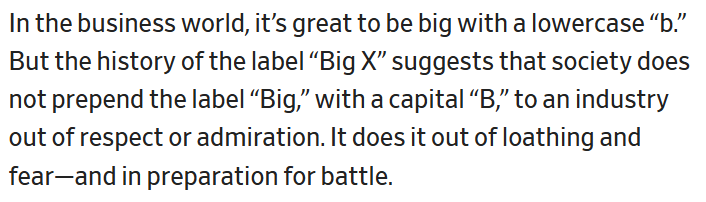 In the business world, it’s great to be big with a lowercase “b.”
But the history of the label “Big X” suggests that society does
not prepend the label “Big,” with a capital “B,” to an industry
out of respect or admiration. It does it out of loathing and
fear—and in preparation for battle.